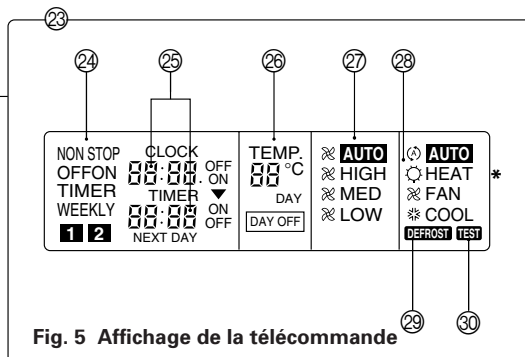 ㉓
㉔ ㉕ ㉖ ㉗ ㉘
NON STOP
OFFON
TIMER
WEEKLY
1 2
CLOCK
88:88. OFF ON
TIMER
88:88 ON OFF
NEXT DAY
TEMP.
88 °C
DAY
DAY OFF
AUTO
HIGH
MED
LOW
AUTO
HEAT *
FAN
COOL
DEFROST TEST
㉙ ㉚
Fig. 5 Affichage de la télécommande